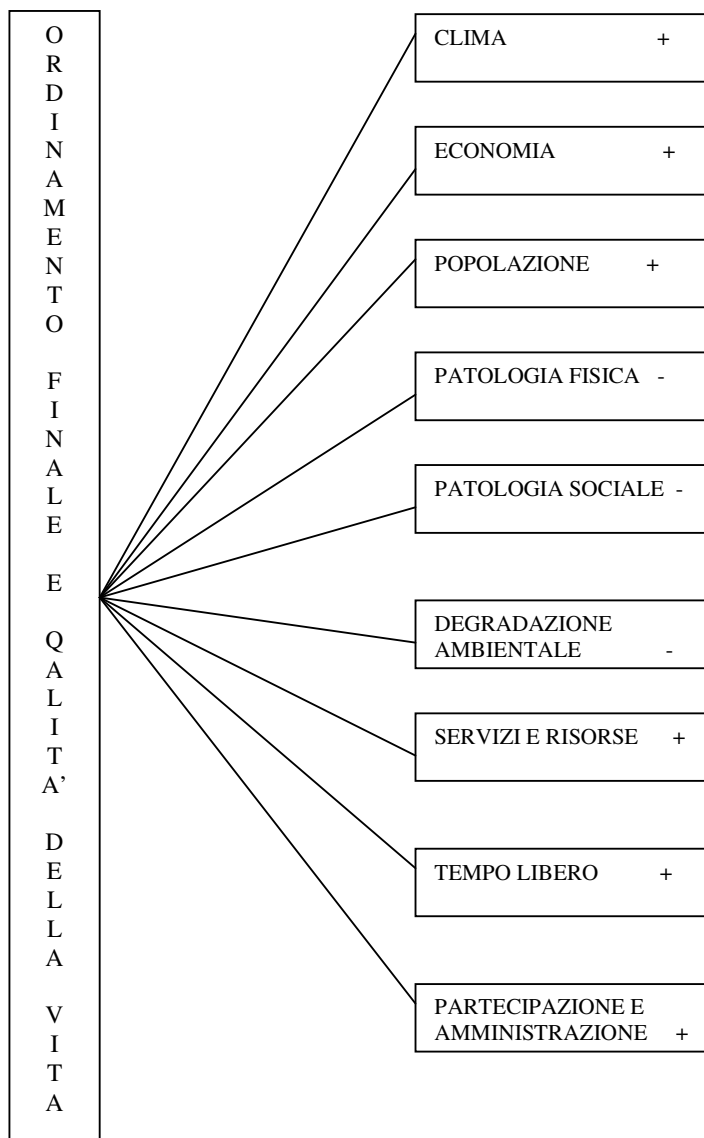 ORDINAMENTO FINALE E QALITA’ DELLA VITA
CLIMA +
ECONOMIA +
POPOLAZIONE +
PATOLOGIA FISICA -
PATOLOGIA SOCIALE -
DEGRADAZIONE
AMBIENTALE -
SERVIZI E RISORSE +
TEMPO LIBERO +
PARTECIPAZIONE E
AMMINISTRAZIONE +